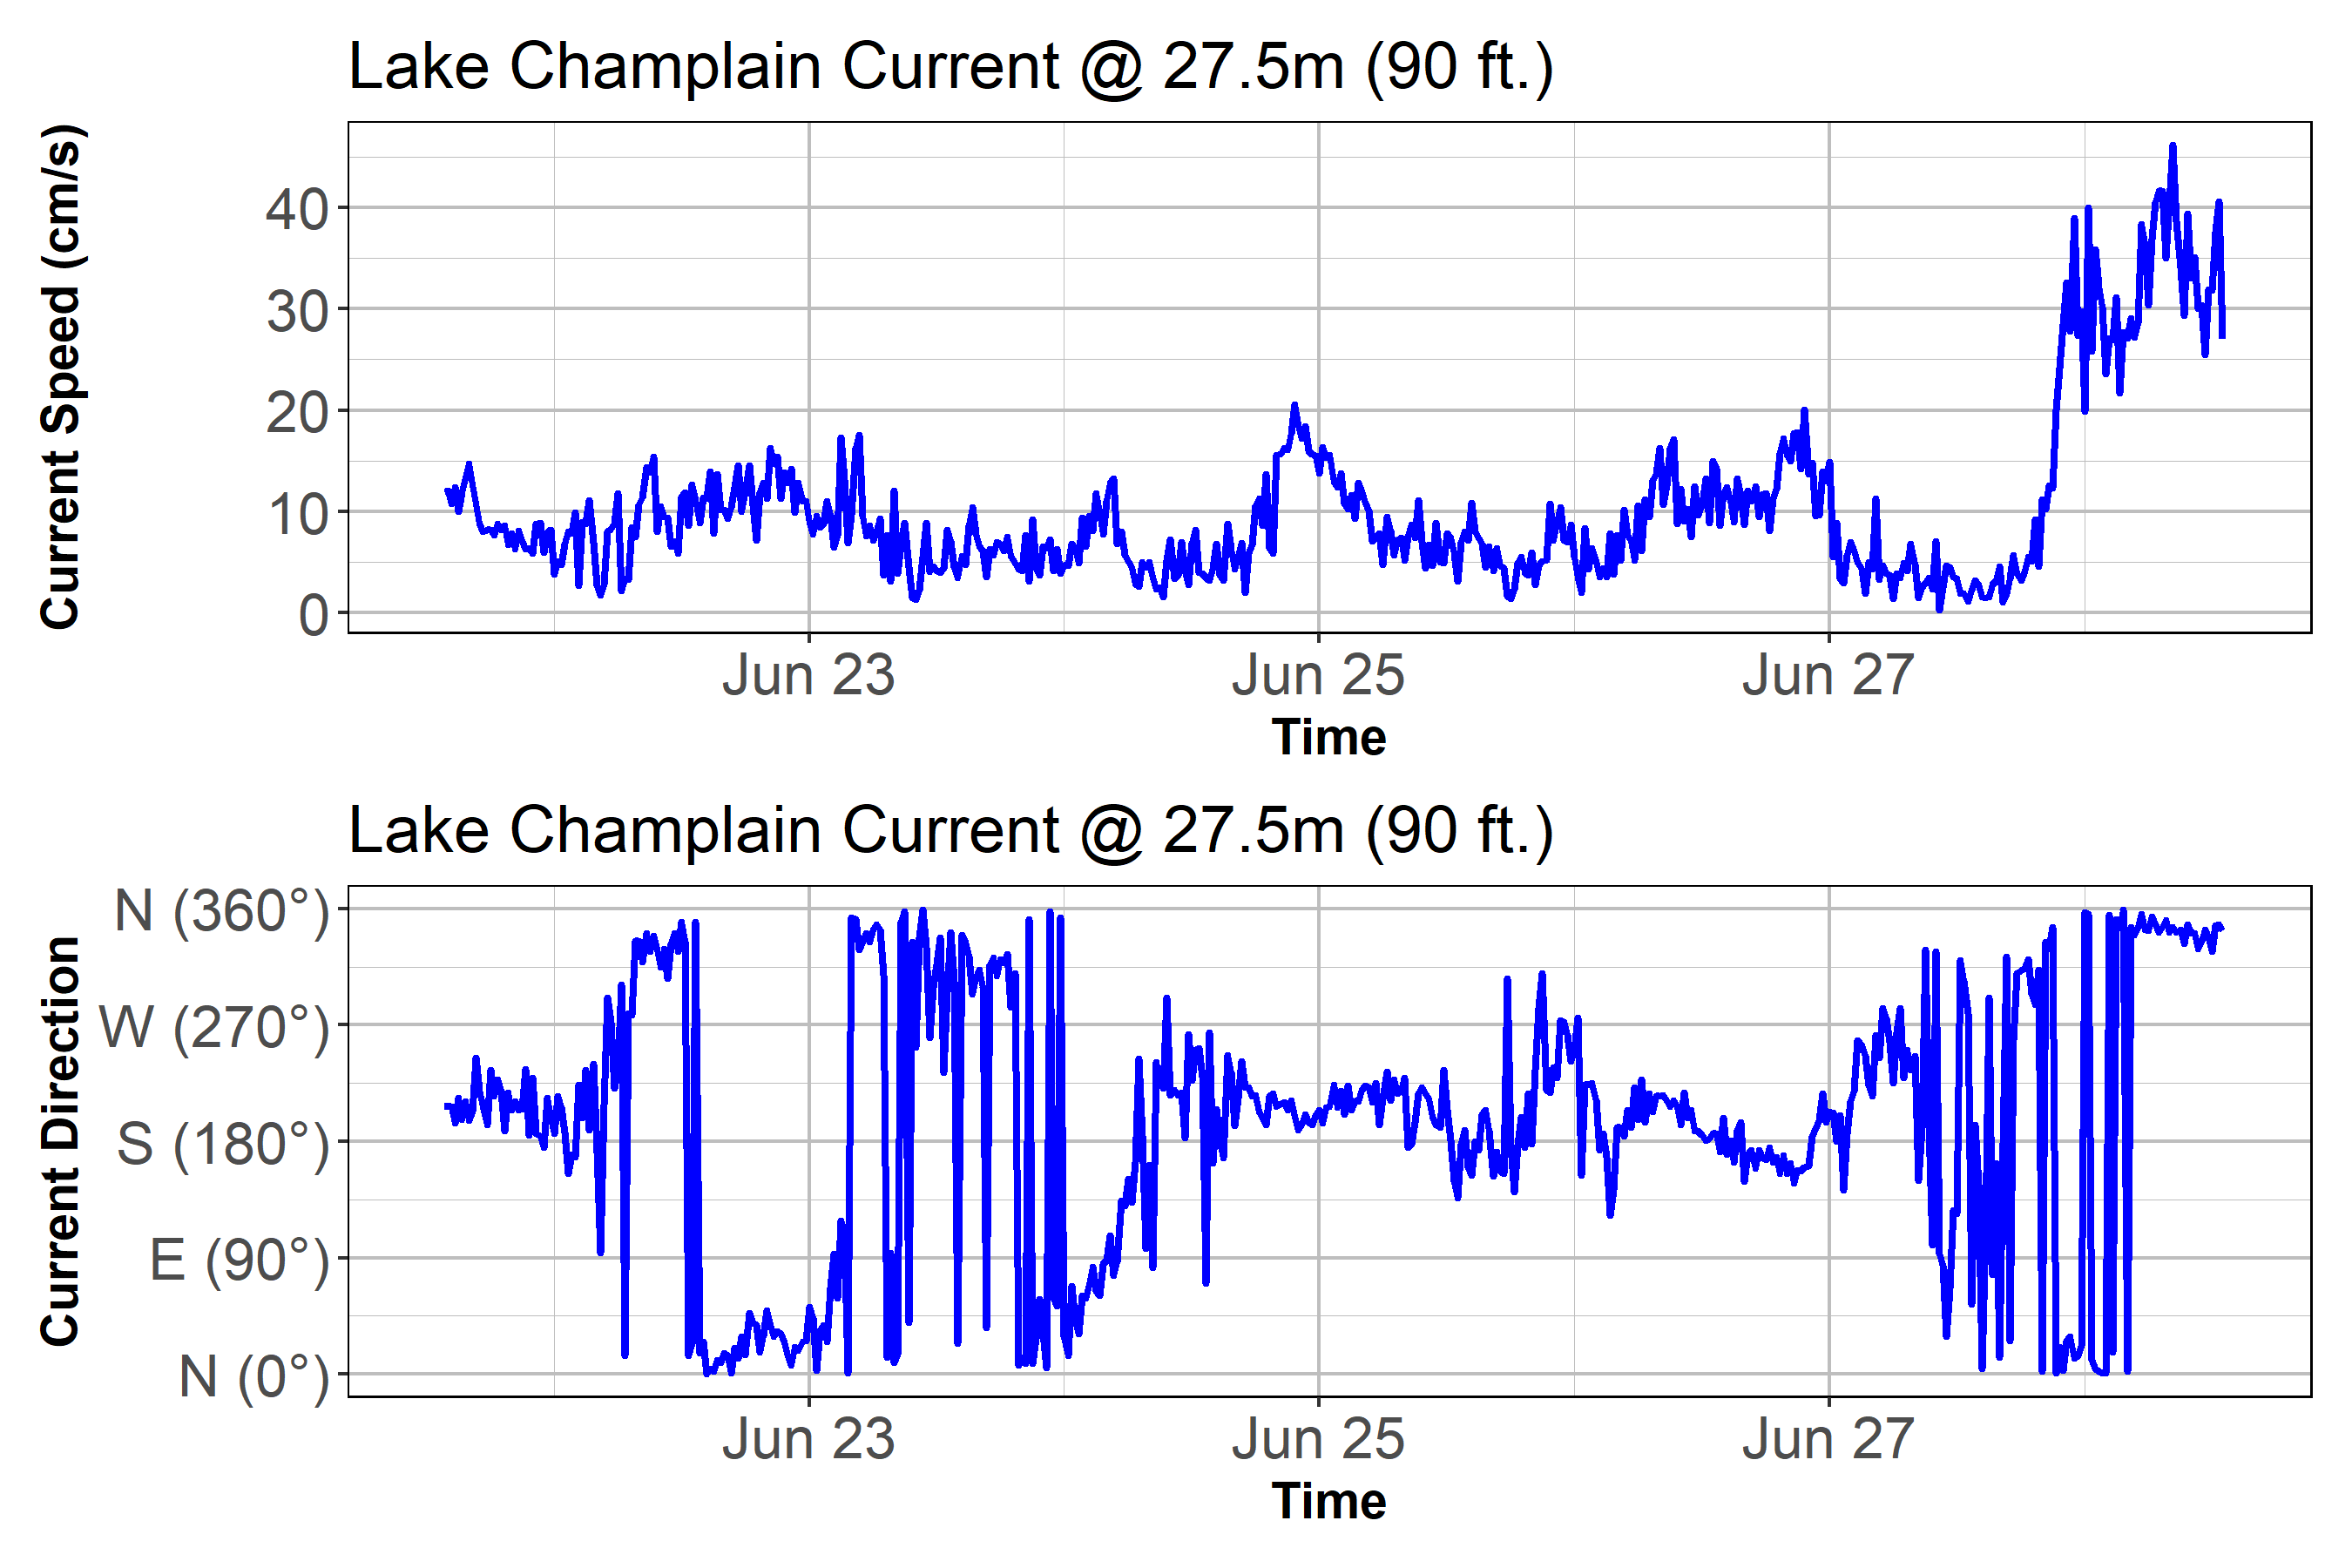 Lake Champlain Current @ 27.5m (90 ft.)
Current Speed (cm/s)
40
30
20
10
0
Jun 23 Jun 25 Jun 27
Time
Lake Champlain Current @ 27.5m (90 ft.)
Current Direction
N (360°)
W (270°)
S (180°)
E (90°)
N (0°)
Jun 23 Jun 25 Jun 27
Time